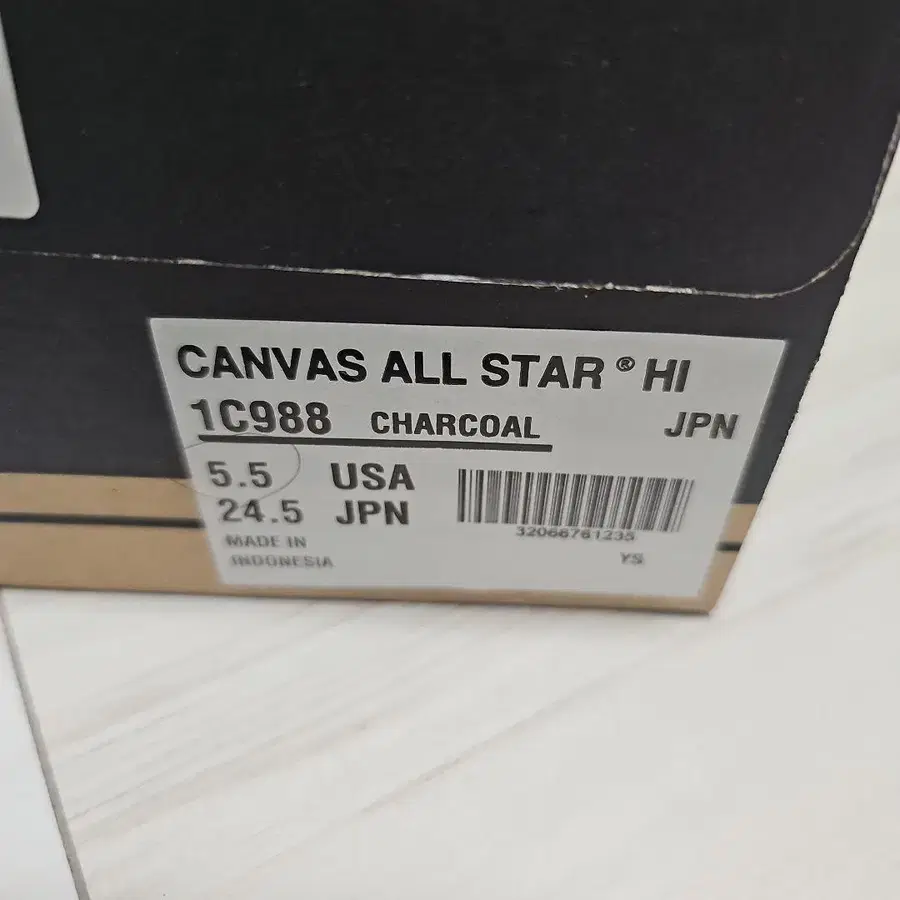 CANVAS ALL STAR® HI
1C988 CHARCOAL JPN
5.5 USA
24.5 JPN
32066761235
MADE IN
INDONESIA
YS